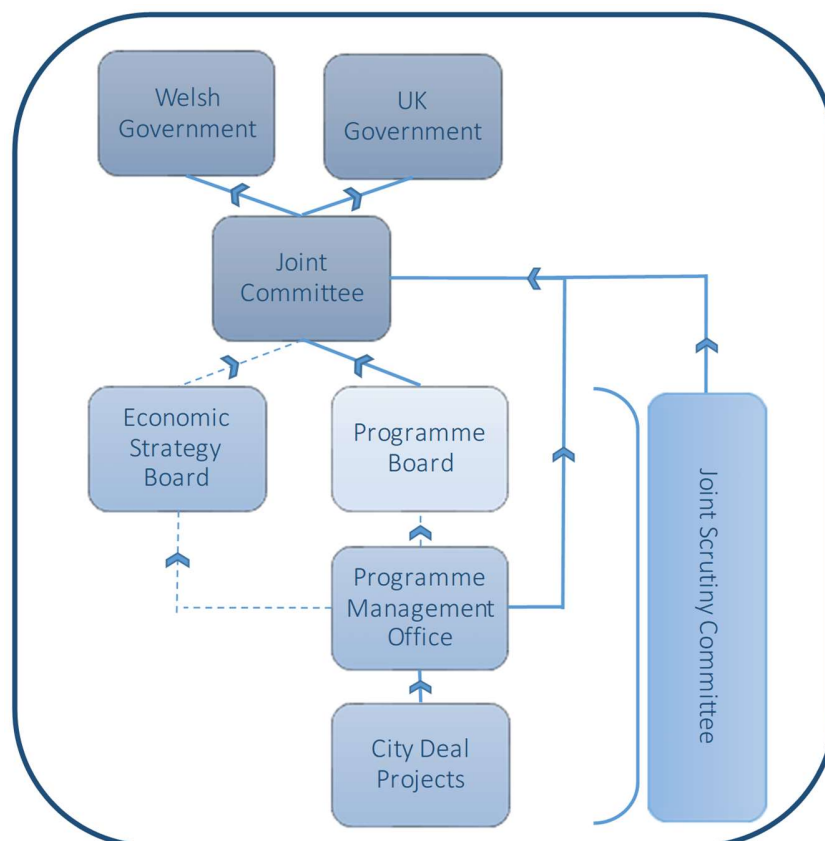 Welsh
Government
UK
Government
Joint
Committee
Economic
Strategy
Board
Programme
Board
Programme
Management
Office
City Deal
Projects
Joint Scrutiny Committee